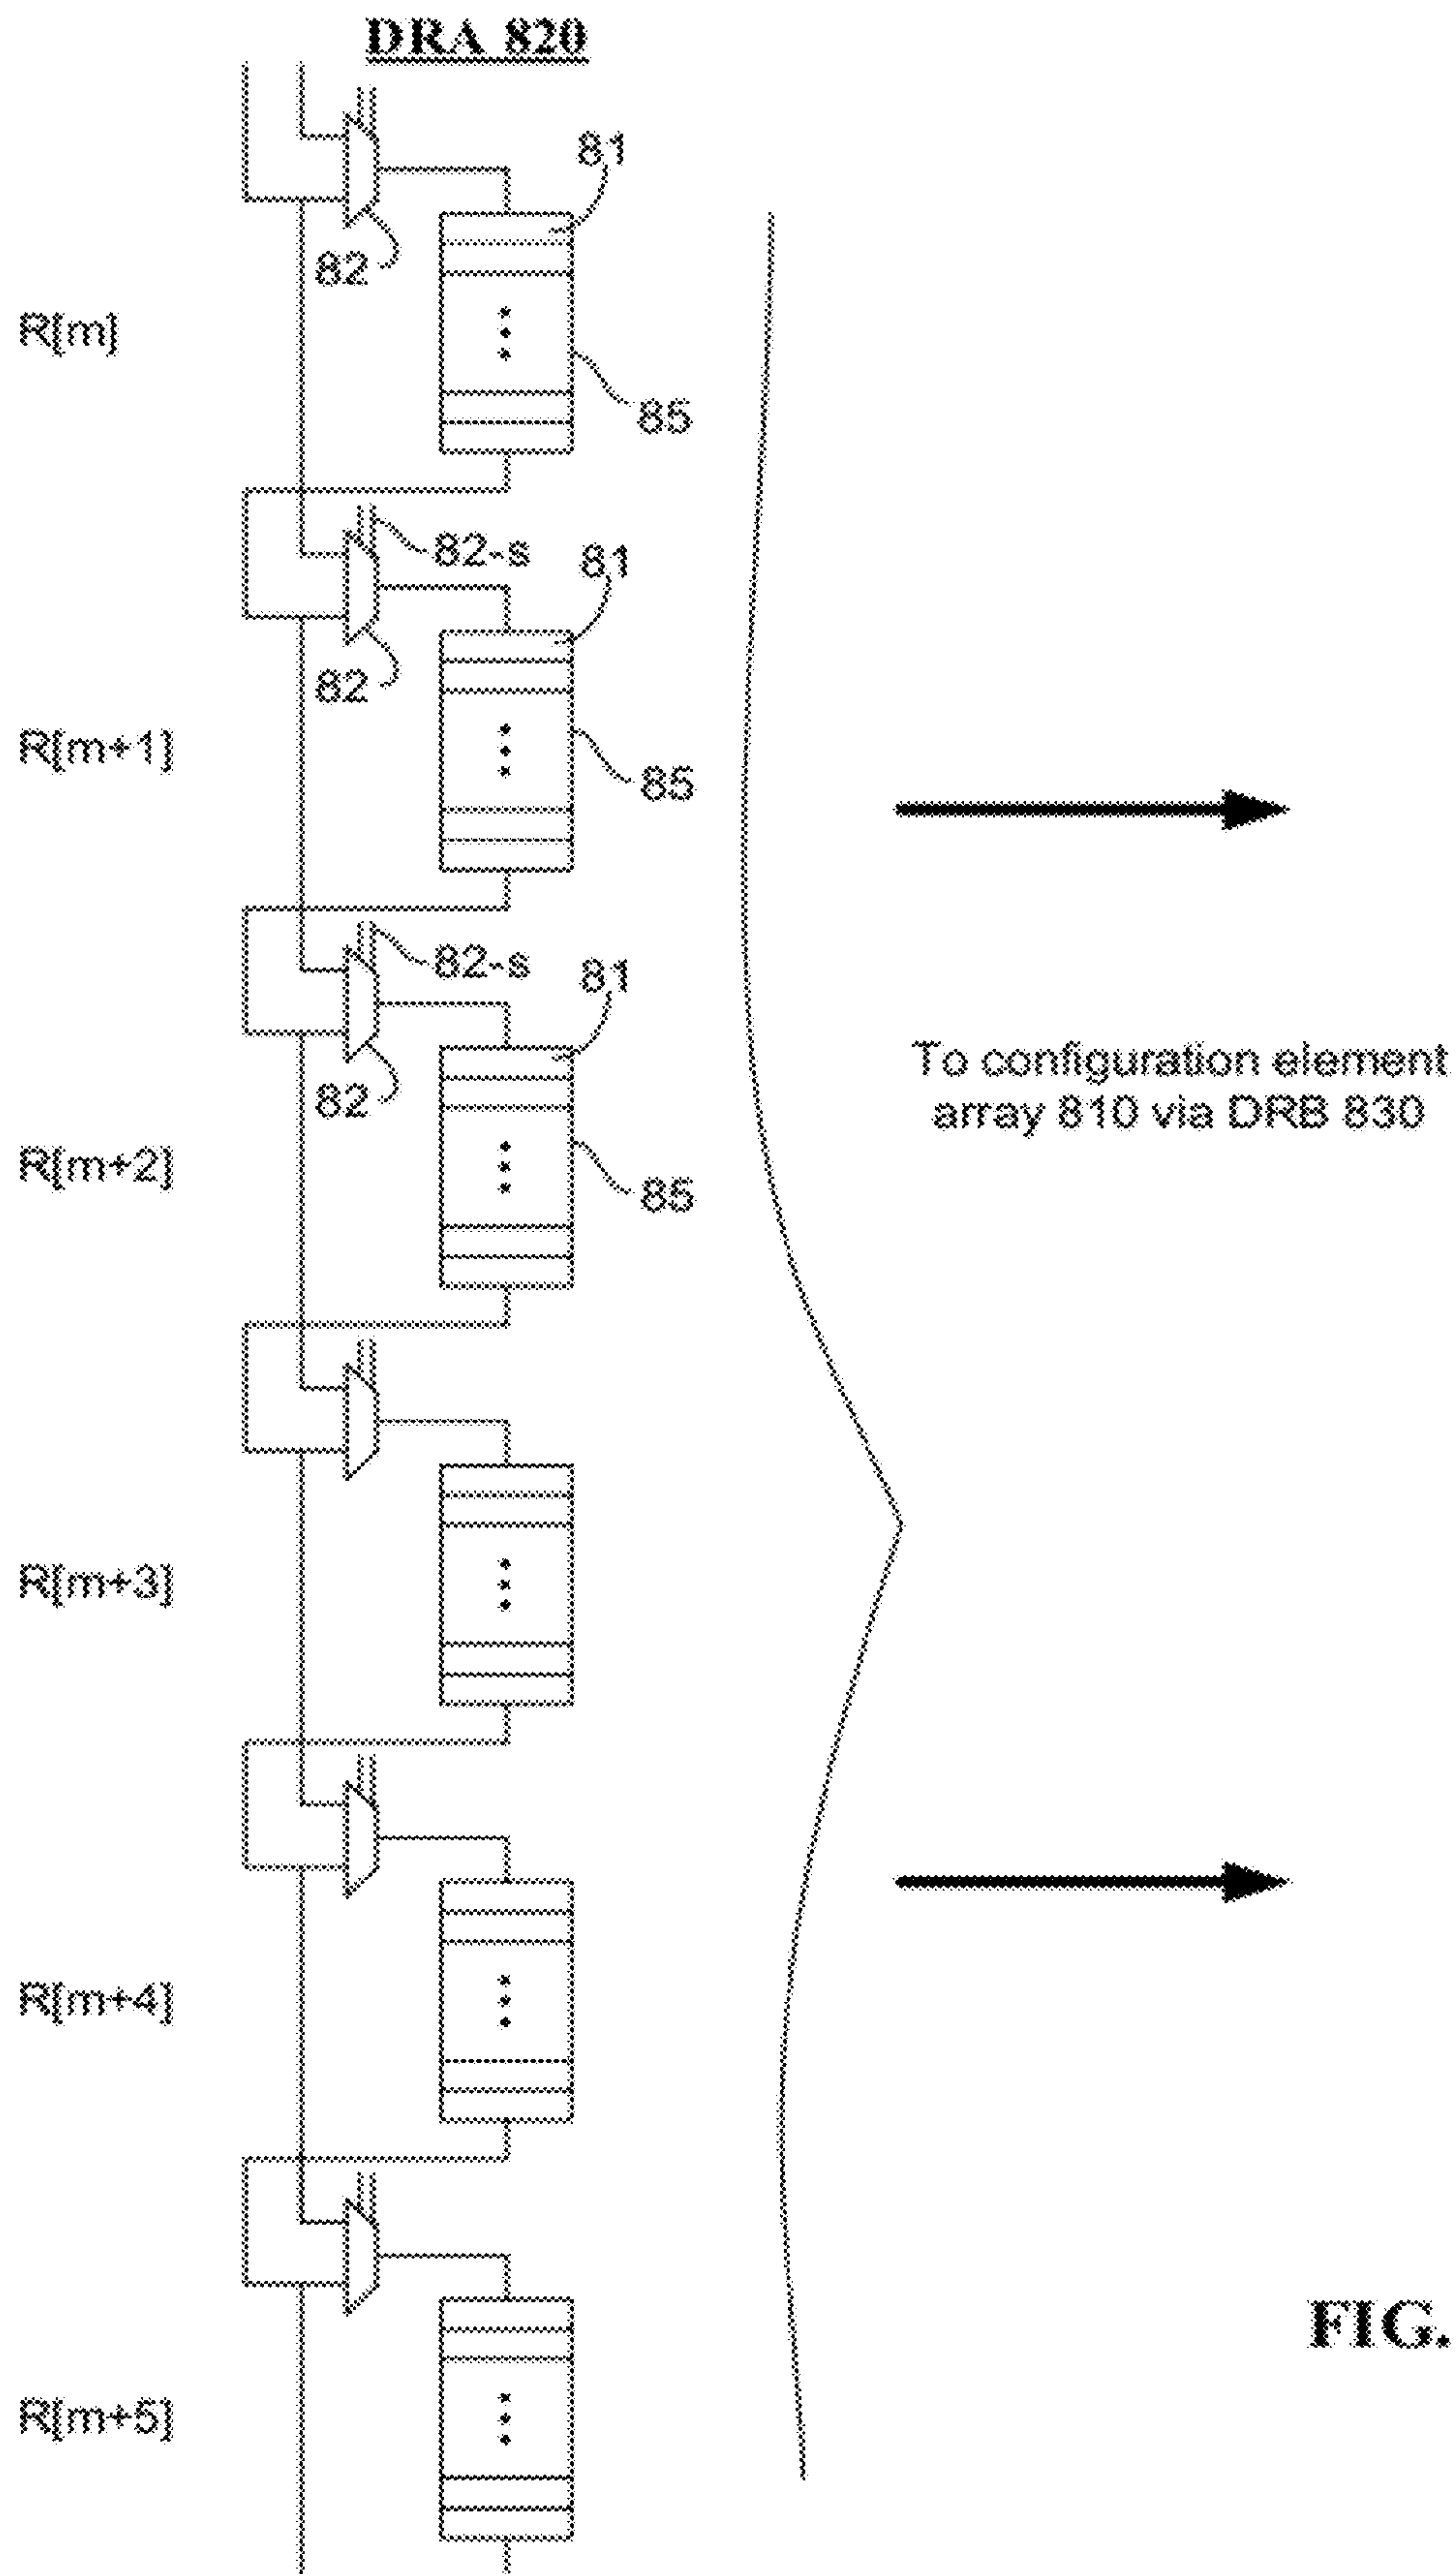 DRA 820
81
82
R[m]
85
82-s
81
82
R[m+1]
85
82-s
81
To configuration element
82
array 810 via DRB 830
R[m+2]
85
R[m+3]
R[m+4]
FIG.
R[m+5]